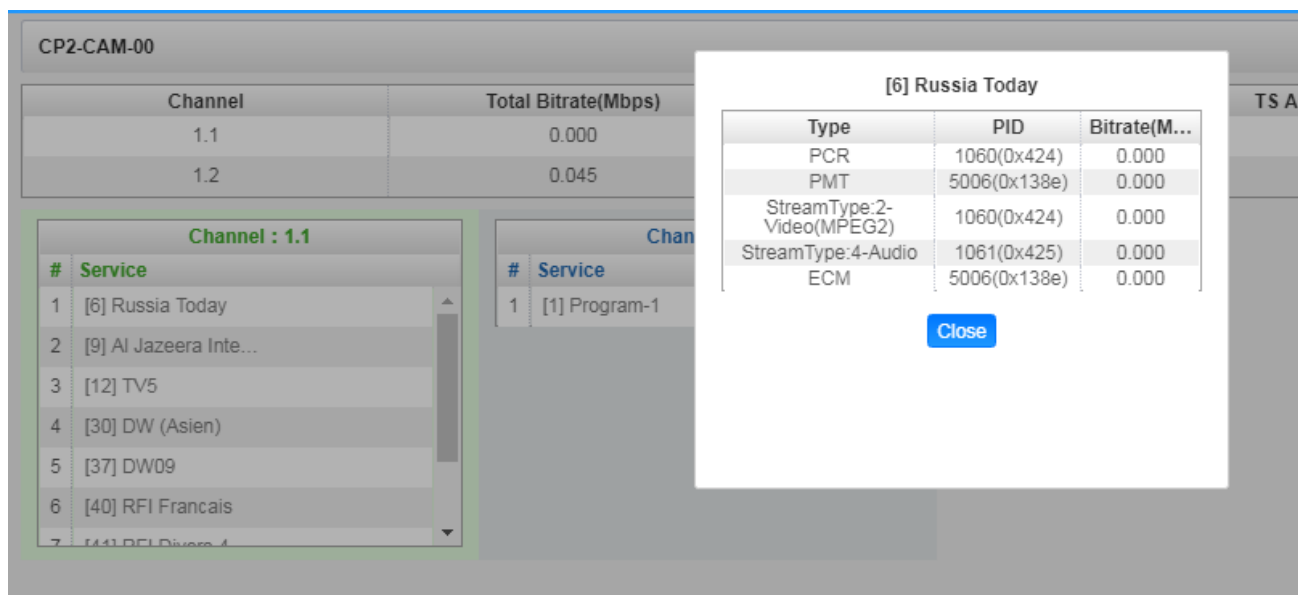 CP2-CAM-00
Channel Total Bitrate(Mbps) TS A
1.1 0.000
1.2 0.045
[6] Russia Today
Type PID Bitrate(M...
PCR 1060(0x424) 0.000
PMT 5006(0x138e) 0.000
StreamType:2-
Video(MPEG2) 1060(0x424) 0.000
StreamType:4-Audio 1061(0x425) 0.000
ECM 5006(0x138e) 0.000
Close
Channel : 1.1
# Service
1 [6] Russia Today
2 [9] Al Jazeera Inte...
3 [12] TV5
4 [30] DW (Asien)
5 [37] DW09
6 [40] RFI Francais
7
Chan
# Service
1 [1] Program-1